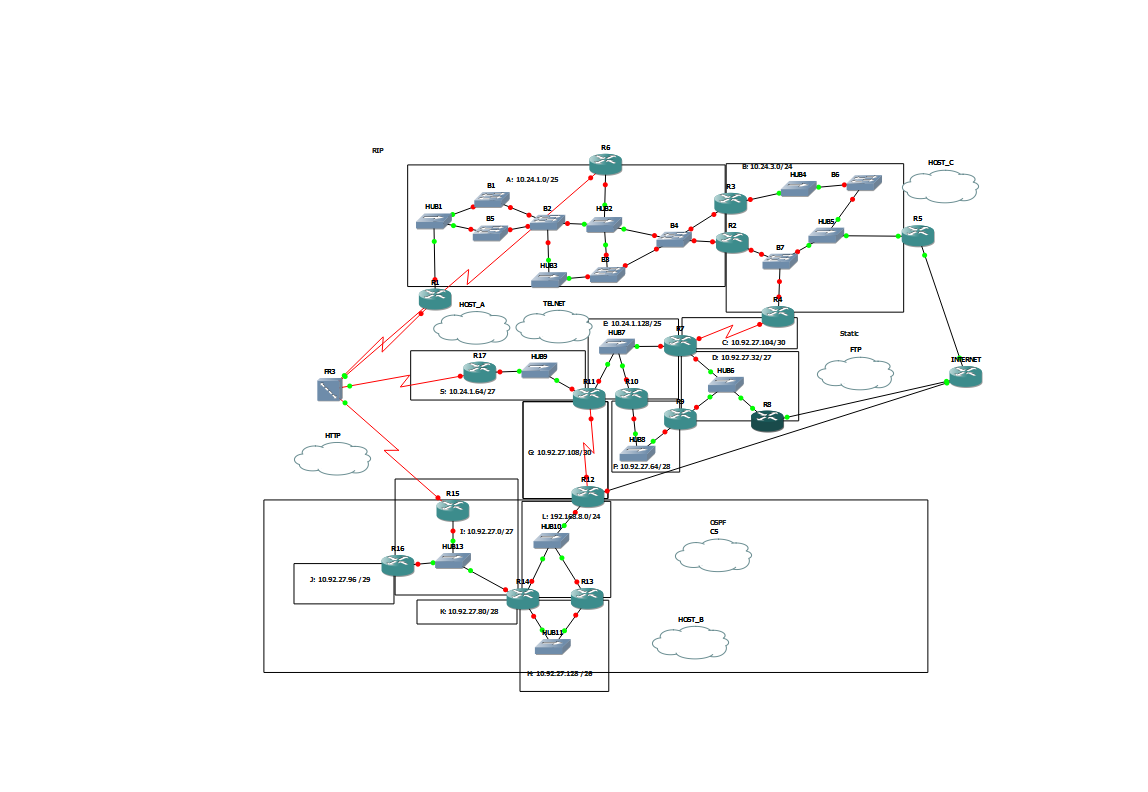 R6
RIP
HOST_C
B: 10.24.3.0/24
A: 10.24.1.0/25
HUB4
B6
B1
R3
HUB1
B2
HUB2
B5
HUB5
R5
B4
R2
B7
HUB3
B3
R1
HOST_A
TELNET
R4
E: 10.24.1.128/25
R7
Static
HUB7
C: 10.92.27.104/30
FTP
R17
HUB9
D: 10.92.27.32/27
INTERNET
FR3
HUB6
R11
R10
S: 10.24.1.64/27
R9
R8
HTTP
HUB8
G: 10.92.27.108/30
F: 10.92.27.64/28
R12
R15
L: 192.168.8.0/24
OSPF
HUB10
I: 10.92.27.0/27
CS
R16
HUB13
J: 10.92.27.96 /29
R14
R13
K: 10.92.27.80/28
HOST_B
HUB11
H: 10.92.27.128 /28